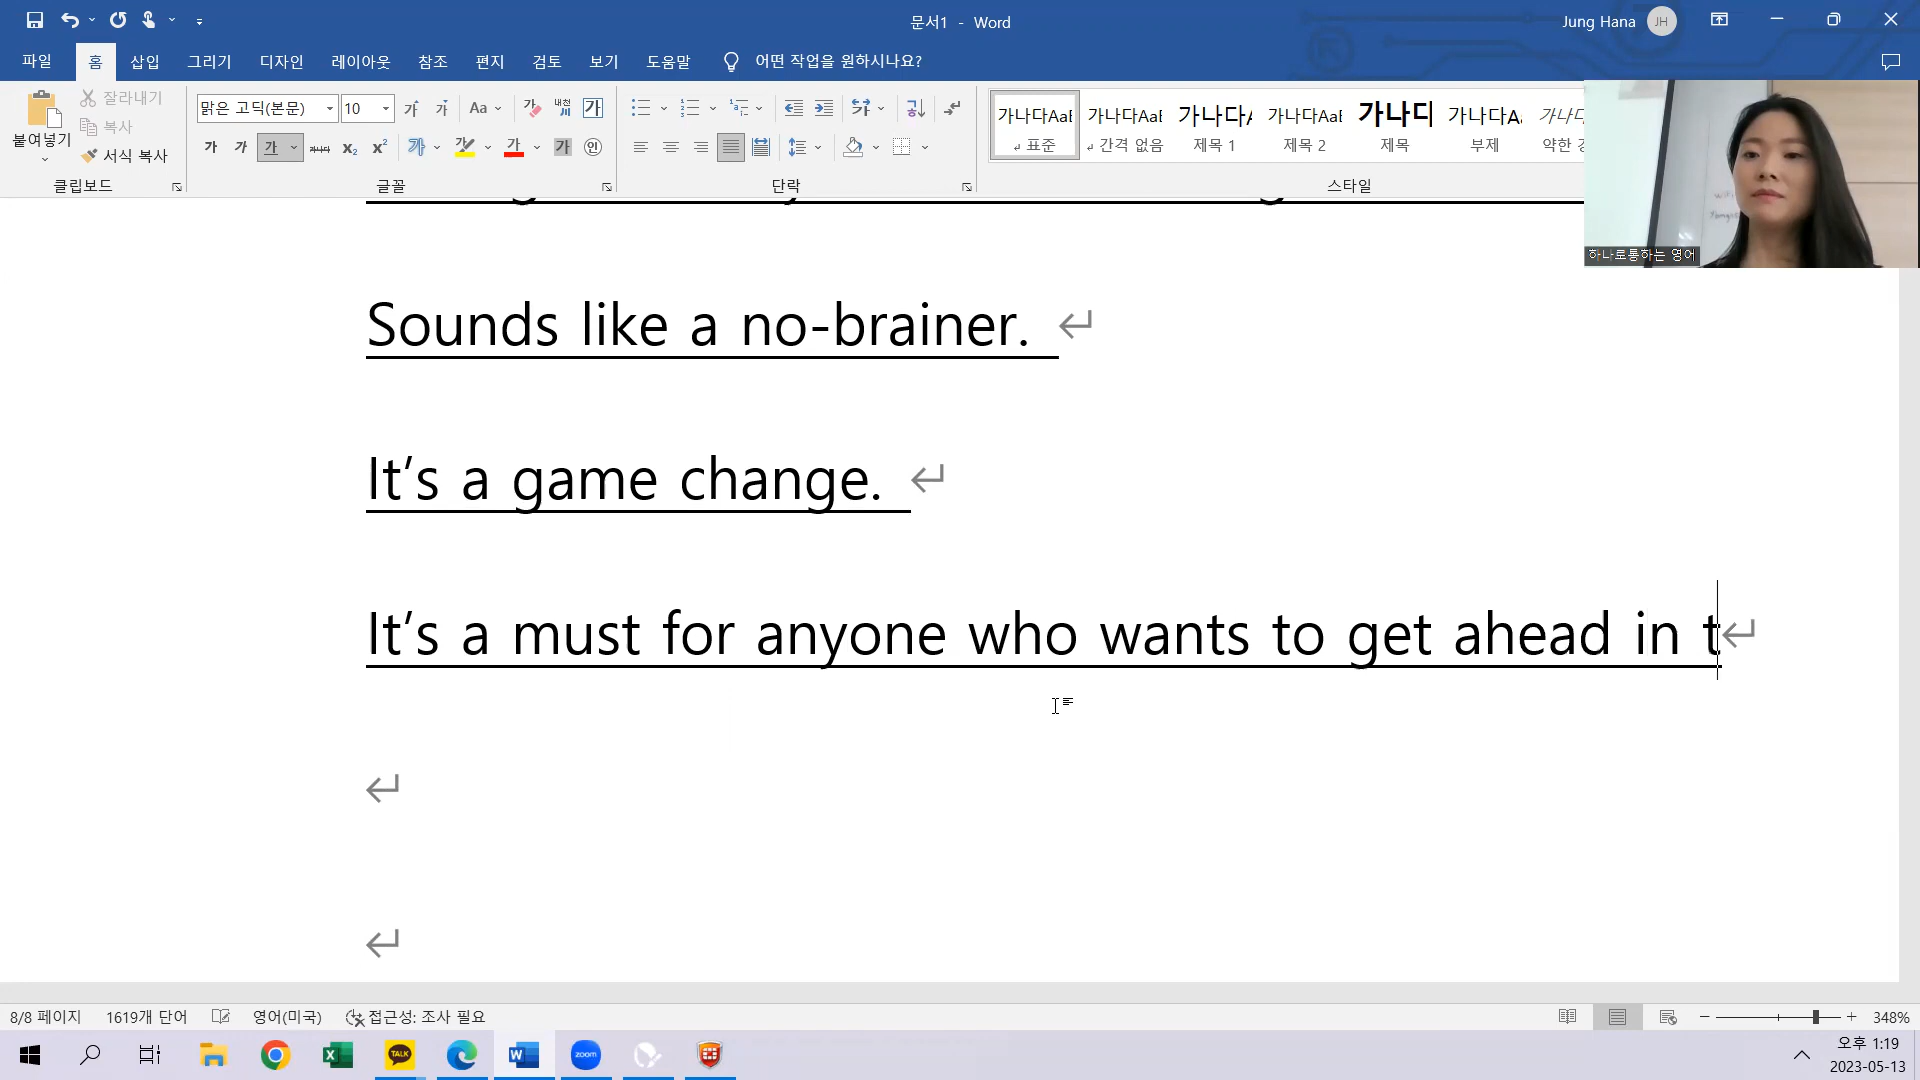 문서1 - Word
Jung Hana JH
파일 홈 삽입 그리기 디자인 레이아웃 참조 편지 검토 보기 도움말 어떤 작업을 원하시나요?
붙여넣기
잘라내기
복사
서식 복사
클립보드
맑은 고딕(본문) 10
글꼴
단락
가나다AaI 가나다AaI 가나다A 가나다AaI 가나다 가나다A 가나다
표준 간격 없음 제목 1 제목 2 제목 부제 약한
스타일
하나로통하는 영어
Sounds like a no-brainer.
It's a game change.
It's a must for anyone who wants to get ahead in t
8/8 페이지 1619개 단어 영어(미국) 접근성: 조사 필요 348%
TALK zoom
오후 1:19
2023-05-13